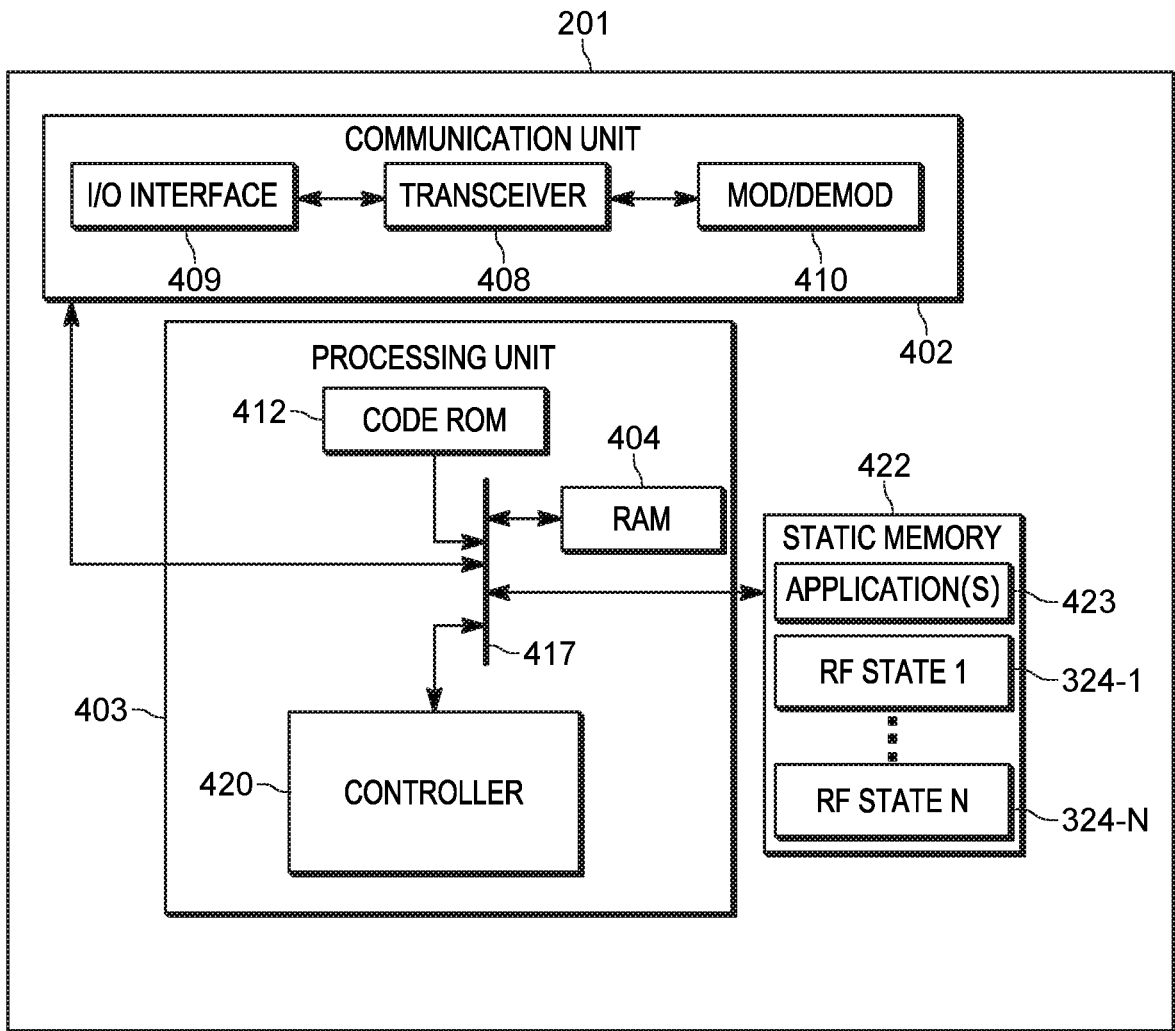 201
COMMUNICATION UNIT
I/O INTERFACE
TRANSCEIVER
MOD/DEMOD
409
408
410
402
PROCESSING UNIT
412
CODE ROM
404
RAM
417
403
420
CONTROLLER
422
STATIC MEMORY
APPLICATION(S)
423
RF STATE 1
324-1
RF STATE N
324-N